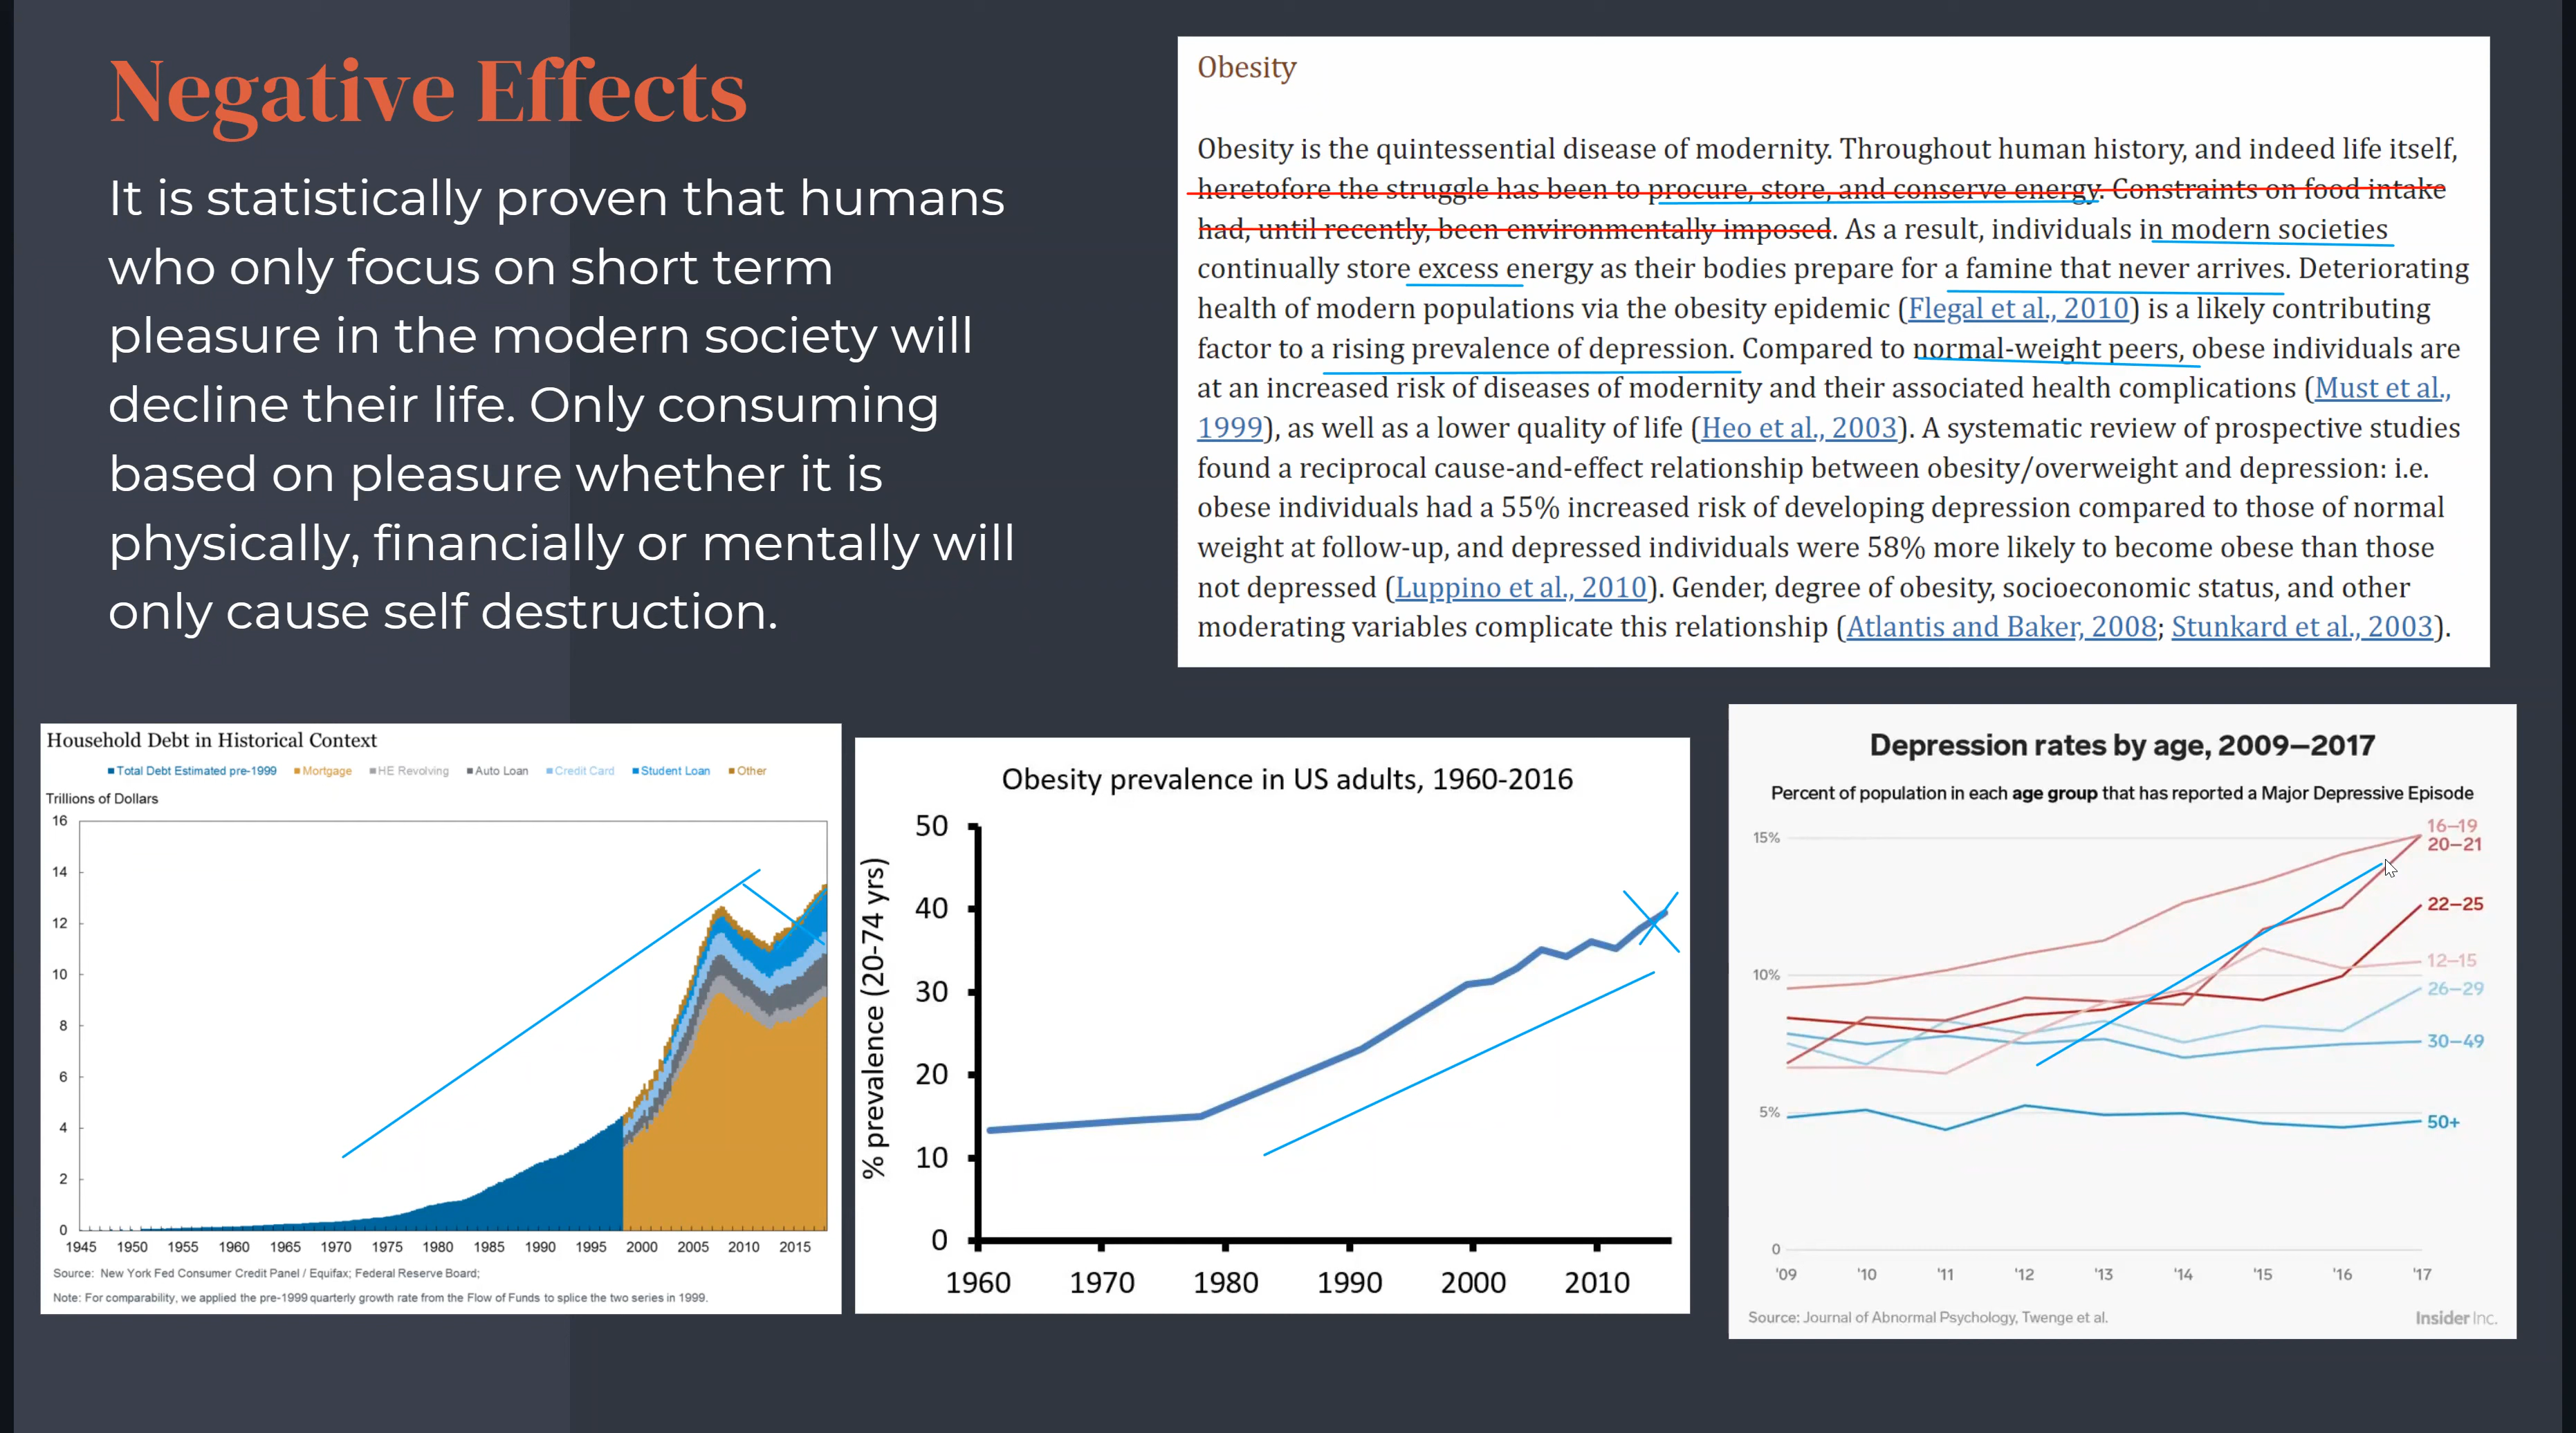 Negative Effects
It is statistically proven that humans
who only focus on short term
pleasure in the modern society will
decline their life. Only consuming
based on pleasure whether it is
physically, financially or mentally will
only cause self destruction.
Obesity
Obesity is the quintessential disease of modernity. Throughout human history, and indeed life itself,
heretofore the struggle has been to procure, store, and conserve energy. Constraints on food intake
had, until recently, been environmentally imposed. As a result, individuals in modern societies
continually store excess energy as their bodies prepare for a famine that never arrives. Deteriorating
health of modern populations via the obesity epidemic (Flegal et al., 2010) is a likely contributing
factor to a rising prevalence of depression. Compared to normal-weight peers, obese individuals are
at an increased risk of diseases of modernity and their associated health complications (Must et al.,
1999), as well as a lower quality of life (Heo et al., 2003). A systematic review of prospective studies
found a reciprocal cause-and-effect relationship between obesity/overweight and depression: i.e.
obese individuals had a 55% increased risk of developing depression compared to those of normal
weight at follow-up, and depressed individuals were 58% more likely to become obese than those
not depressed (Luppino et al., 2010). Gender, degree of obesity, socioeconomic status, and other
moderating variables complicate this relationship (Atlantis and Baker, 2008; Stunkard et al., 2003).
Household Debt in Historical Context
Total Debt Estimated pre-1999 Mortgage HE Revolving Auto Loan Credit Card Student Loan Other
Trillions of Dollars
16
14
12
10
8
6
4
2
0
1945 1950 1955 1960 1965 1970 1975 1980 1985 1990 1995 2000 2005 2010 2015
Source: New York Fed Consumer Credit Panel / Equifax; Federal Reserve Board;
Note: For comparability, we applied the pre-1999 quarterly growth rate from the Flow of Funds to splice the two series in 1999.
Obesity prevalence in US adults, 1960-2016
% prevalence (20-74 yrs)
50
40
30
20
10
0
1960 1970 1980 1990 2000 2010
Depression rates by age, 2009–2017
Percent of population in each age group that has reported a Major Depressive Episode
15%
10%
5%
0
16–19
20–21
22–25
12–15
26–29
30–49
50+
'09 '10 '11 '12 '13 '14 '15 '16 '17
Source: Journal of Abnormal Psychology, Twenge et al.
Insider Inc.